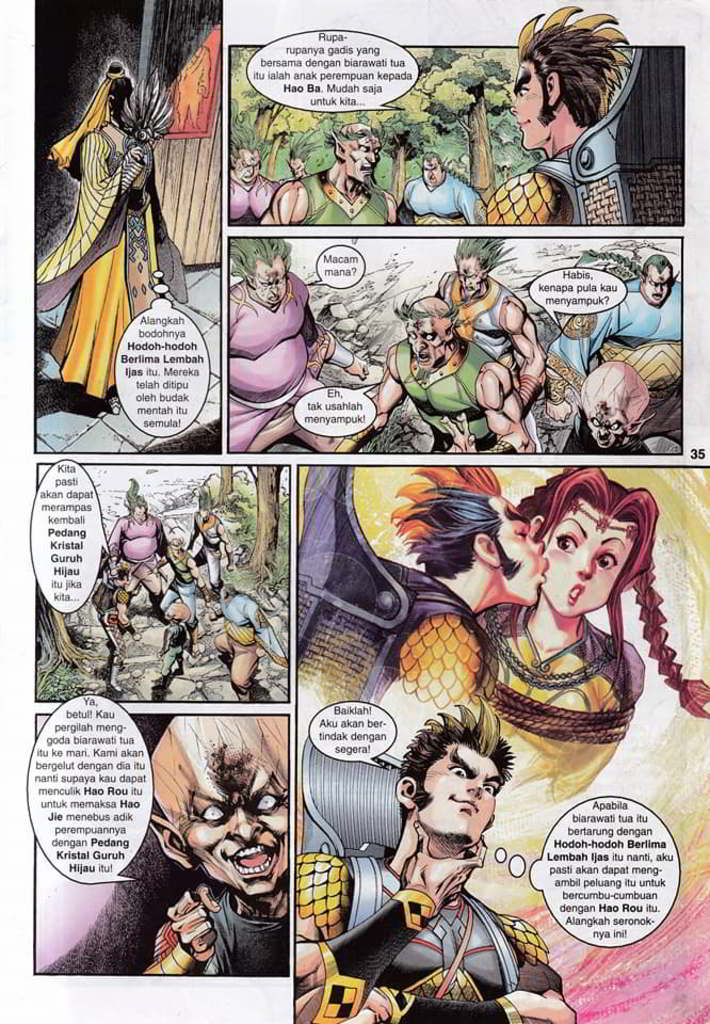 Alangkah
bodohnya
Hodoh-hodoh
Berlima Lembah
Ijas itu. Mereka
telah ditipu
oleh budak
mentah itu
semula!
Rupa-
rupanya gadis yang
bersama dengan biarawati tua
itu ialah anak perempuan kepada
Hao Ba. Mudah saja
untuk kita...
Macam
mana?
Habis,
kenapa pula kau
menyampuk?
Eh,
tak usahlah
menyampuk!
35
Kita
pasti
akan dapat
merampas
kembali
Pedang
Kristal
Guruh
Hijau
itu jika
kita...
Ya,
betul! Kau
pergilah meng-
goda biarawati tua
itu ke mari. Kami akan
bergelut dengan dia itu
nanti supaya kau dapat
menculik Hao Rou itu
untuk memaksa Hao
Jie menebus adik
perempuannya
dengan Pedang
Kristal Guruh
Hijau itu!
Baiklah!
Aku akan ber-
tindak dengan
segera!
Apabila
biarawati tua itu
bertarung dengan
Hodoh-hodoh Berlima
Lembah Ijas itu nanti, aku
pasti akan dapat meng-
ambil peluang itu untuk
bercumbu-cumbuan
dengan Hao Rou itu.
Alangkah seronok-
nya ini!